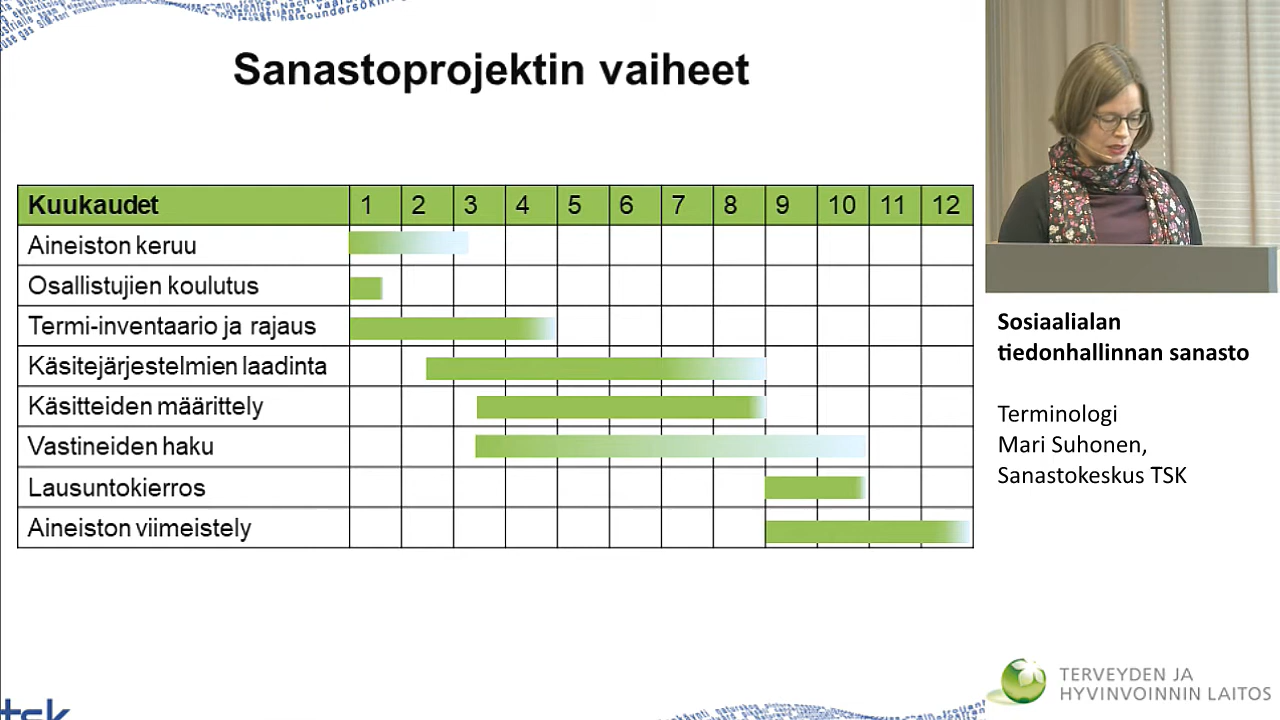 Sanastoprojektin vaiheet
Kuukaudet 1 2 3 4 5 6 7 8 9 10 11 12
Aineiston keruu
Osallistujien koulutus
Termi-inventaario ja rajaus
Käsitejärjestelmien laadinta
Käsitteiden määrittely
Vastineiden haku
Lausuntokierros
Aineiston viimeistely
Sosiaalialan
tiedonhallinnan sanasto
Terminologi
Mari Suhonen,
Sanastokeskus TSK
tsk
TERVEYDEN JA
HYVINVOINNIN LAITOS